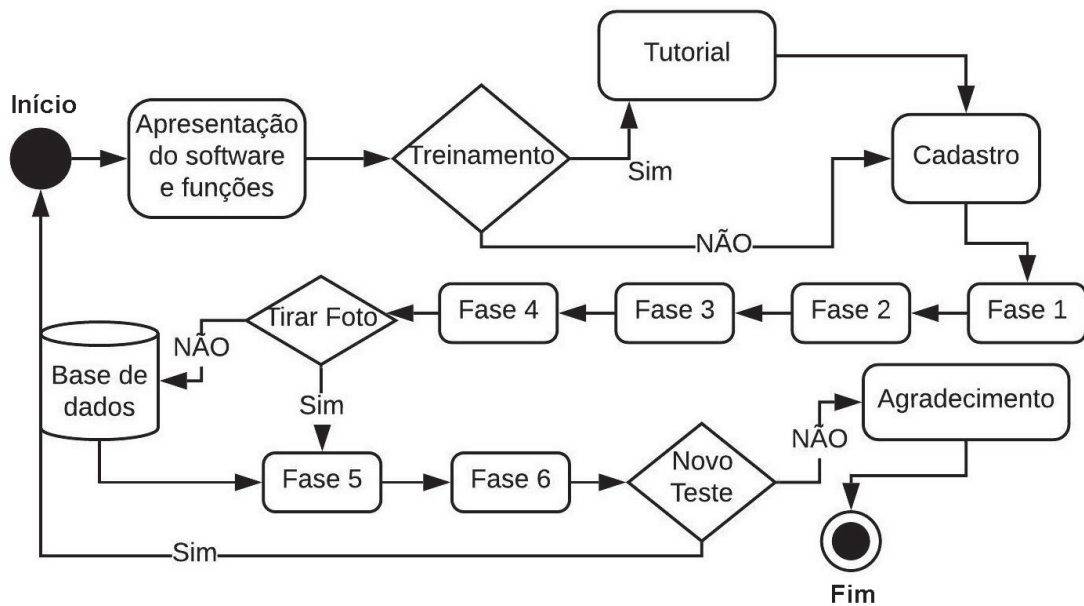 Início
Apresentação
do software
e funções
Treinamento
Sim
Tutorial
NÃO
Cadastro
Fase 1
Fase 2
Fase 3
Fase 4
Tirar Foto
NÃO
Sim
Base de
dados
Fase 5
Fase 6
Novo
Teste
NÃO
Agradecimento
Sim
Fim